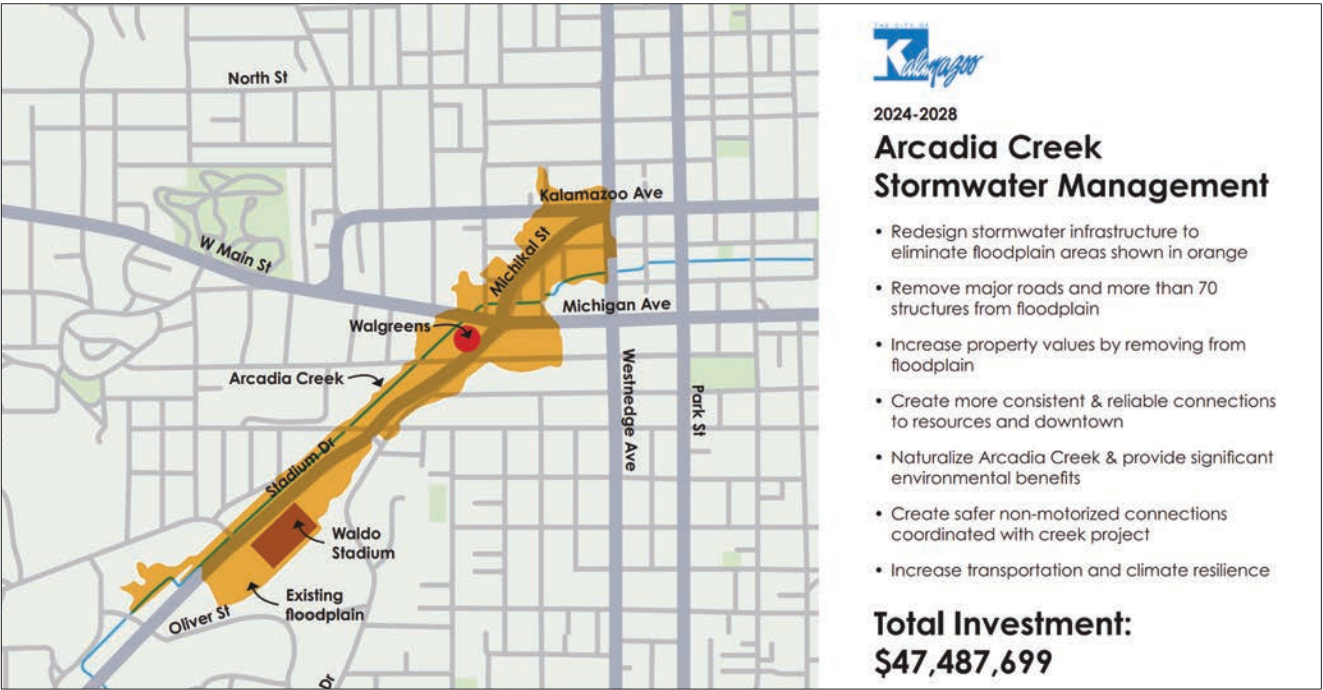 North St
Kalamazoo Ave
W Main St
Michikal St
Michigan Ave
Walgreens
Arcadia Creek
Westnedge Ave
Park St
Stadium Dr
Waldo
Stadium
Existing
floodplain
Oliver St
Dr
THE CITY OF
Kalamazoo
2024-2028
Arcadia Creek
Stormwater Management
• Redesign stormwater infrastructure to
eliminate floodplain areas shown in orange
• Remove major roads and more than 70
structures from floodplain
• Increase property values by removing from
floodplain
• Create more consistent & reliable connections
to resources and downtown
• Naturalize Arcadia Creek & provide significant
environmental benefits
• Create safer non-motorized connections
coordinated with creek project
• Increase transportation and climate resilience
Total Investment:
$47,487,699